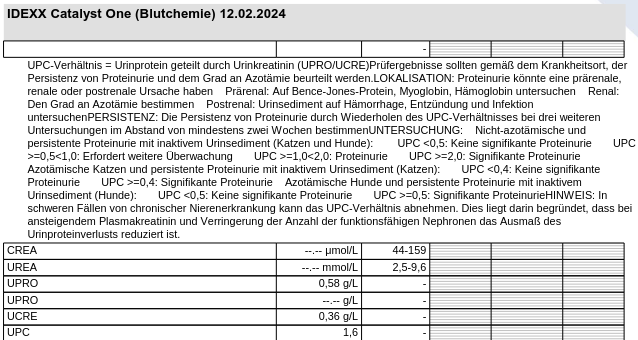 IDEXX Catalyst One (Blutchemie) 12.02.2024
-
UPC-Verhältnis = Urinprotein geteilt durch Urinkreatinin (UPRO/UCRE)Prüfergebnisse sollten gemäß dem Krankheitsort, der
Persistenz von Proteinurie und dem Grad an Azotämie beurteilt werden.LOKALISATION: Proteinurie könnte eine prärenale,
renale oder postrenale Ursache haben Prärenal: Auf Bence-Jones-Protein, Myoglobin, Hämoglobin untersuchen Renal:
Den Grad an Azotämie bestimmen Postrenal: Urinsediment auf Hämorrhage, Entzündung und Infektion
untersuchenPERSISTENZ: Die Persistenz von Proteinurie durch Wiederholen des UPC-Verhältnisses bei drei weiteren
Untersuchungen im Abstand von mindestens zwei Wochen bestimmenUNTERSUCHUNG: Nicht-azotämische und
persistente Proteinurie mit inaktivem Urinsediment (Katzen und Hunde): UPC <0,5: Keine signifikante Proteinurie UPC
>=0,5<1,0: Erfordert weitere Überwachung UPC >=1,0<2,0: Proteinurie UPC >=2,0: Signifikante Proteinurie
Azotämische Katzen und persistente Proteinurie mit inaktivem Urinsediment (Katzen): UPC <0,4: Keine signifikante
Proteinurie UPC >=0,4: Signifikante Proteinurie Azotämische Hunde und persistente Proteinurie mit inaktivem
Urinsediment (Hunde): UPC <0,5: Keine signifikante Proteinurie UPC >=0,5: Signifikante ProteinurieHINWEIS: In
schweren Fällen von chronischer Nierenerkrankung kann das UPC-Verhältnis abnehmen. Dies liegt darin begründet, dass bei
ansteigendem Plasmakreatinin und Verringerung der Anzahl der funktionsfähigen Nephronen das Ausmaß des
Urinproteinverlusts reduziert ist.
CREA --.-- µmol/L 44-159
UREA --.-- mmol/L 2,5-9,6
UPRO 0,58 g/L -
UPRO --.-- g/L -
UCRE 0,36 g/L -
UPC 1,6 -